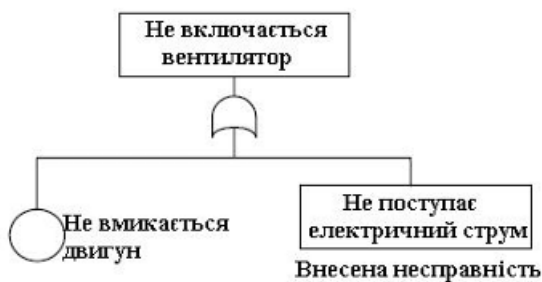 Не включається
вентилятор
Не вмикається
двигун
Не поступає
електричний струм
Внесена несправність